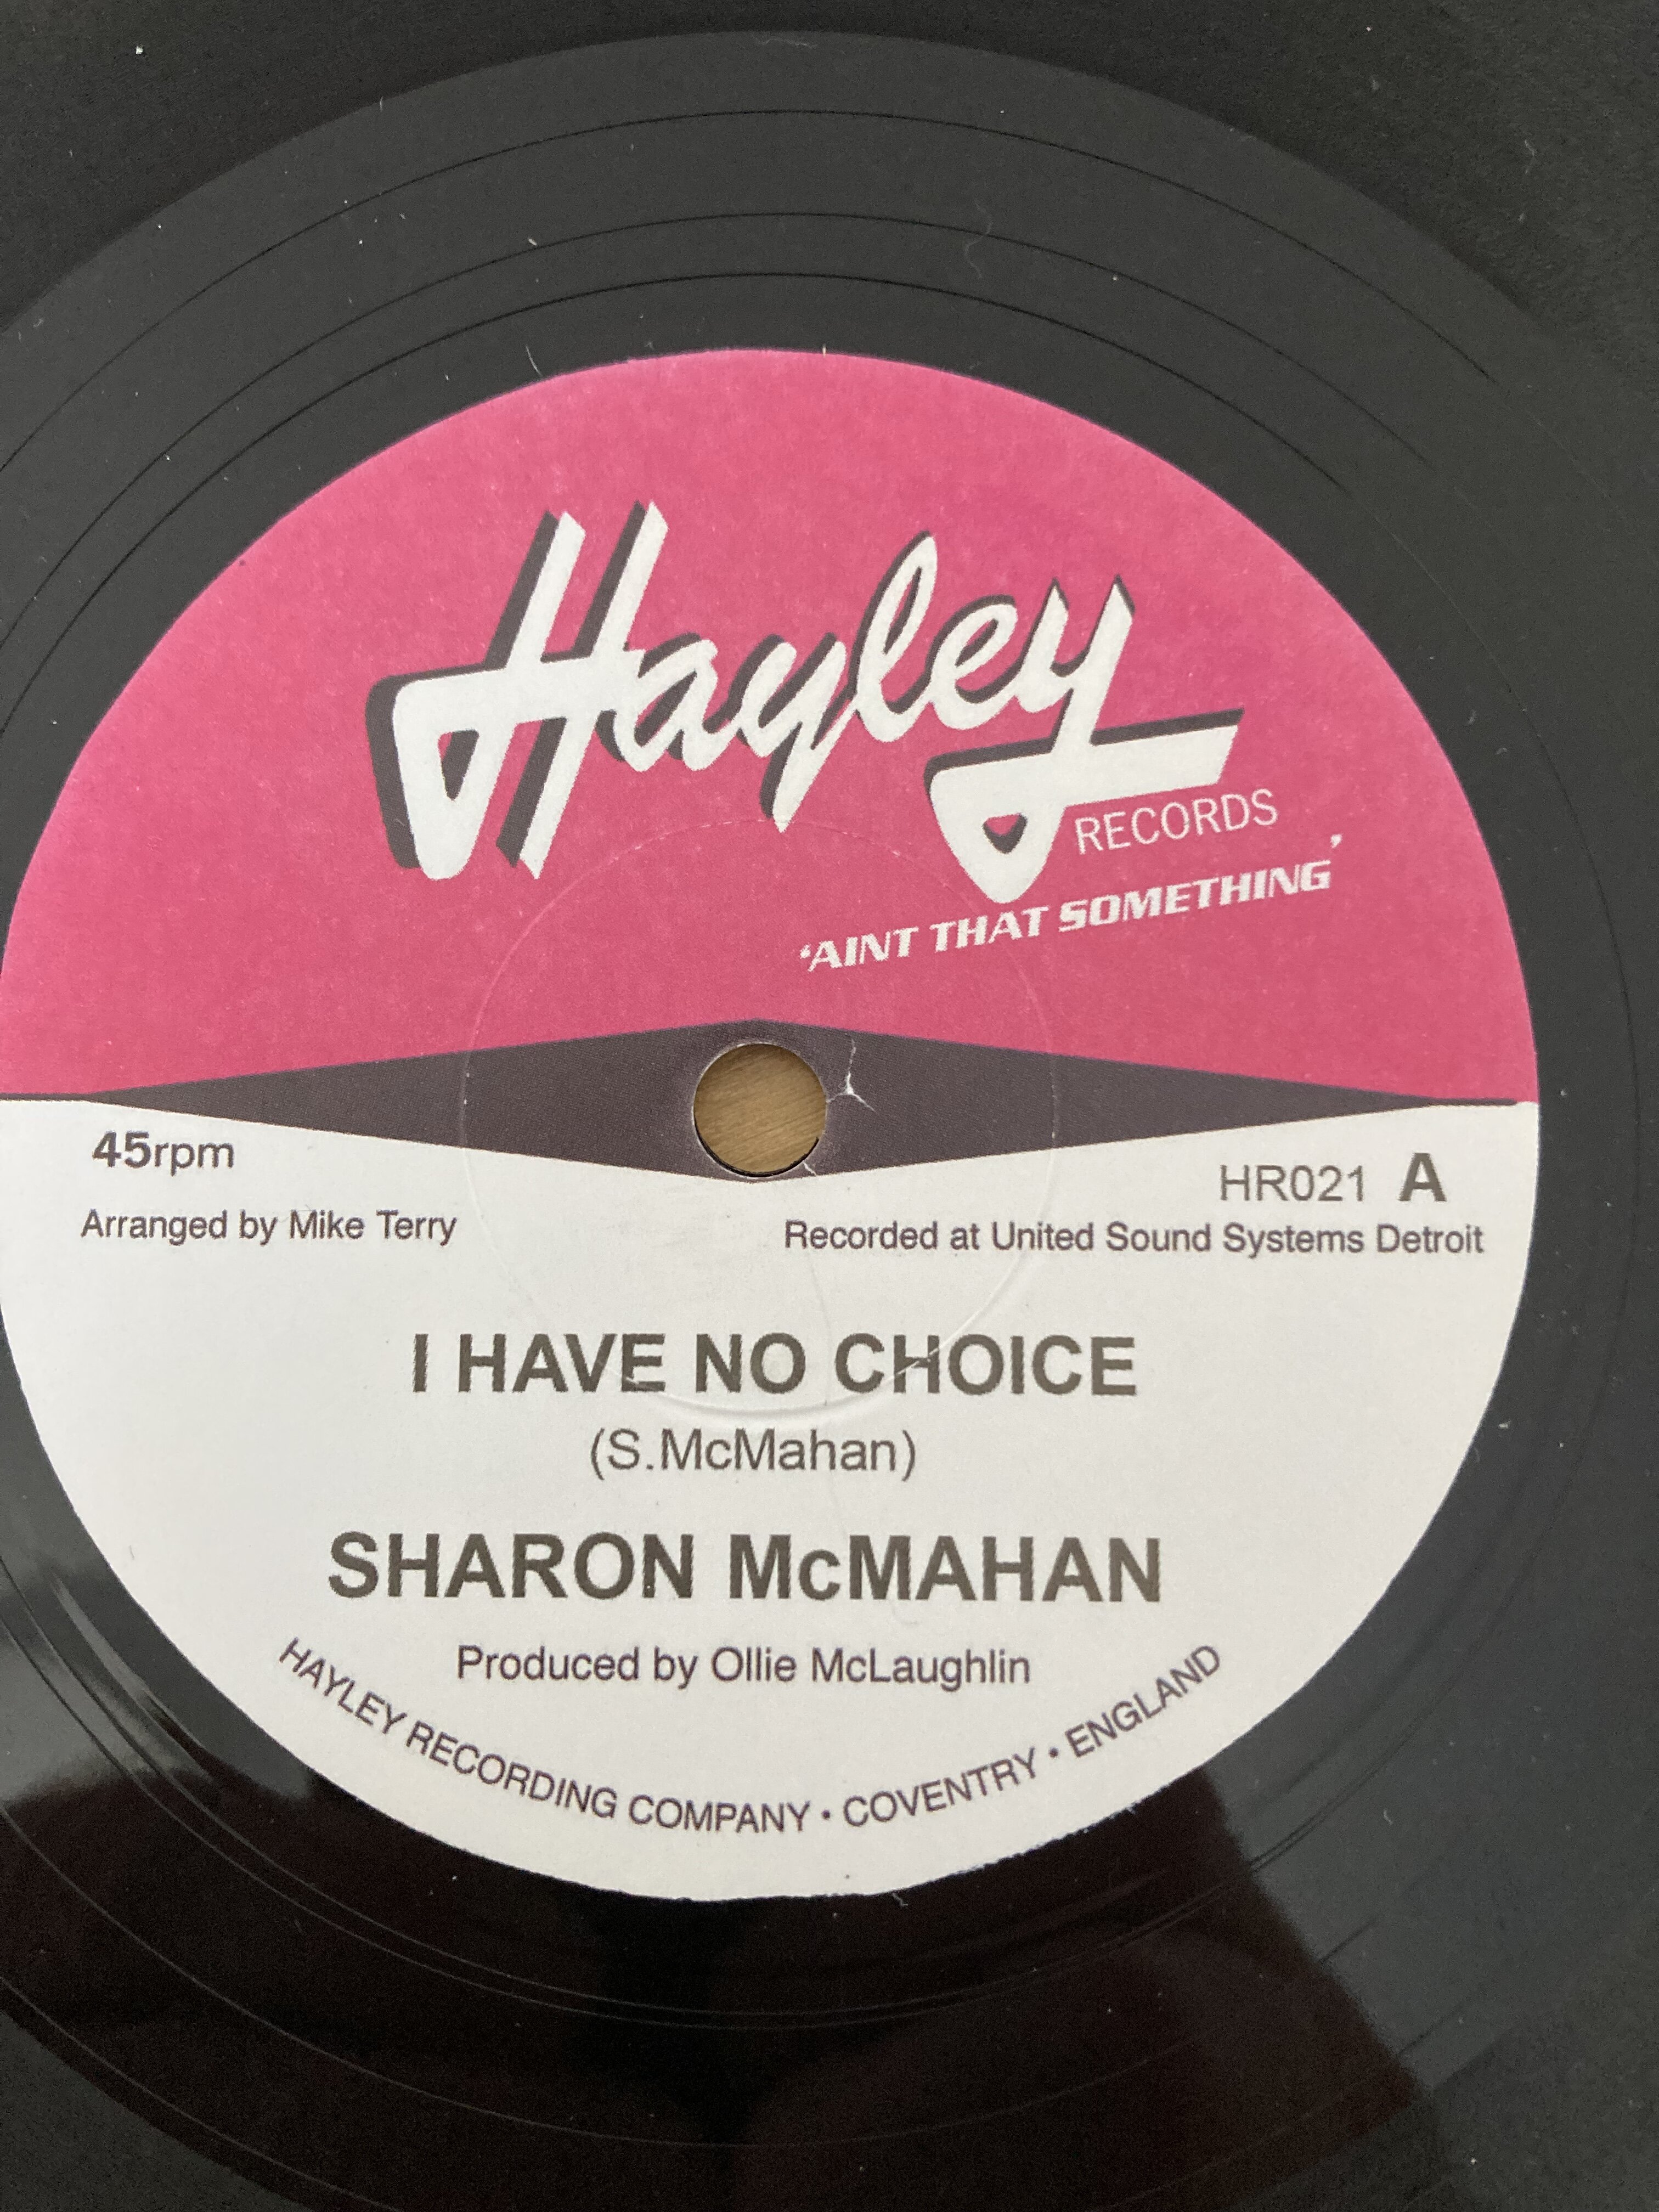 Hayley
RECORDS
'AINT THAT SOMETHING'
45rpm
HR021 A
Arranged by Mike Terry
Recorded at United Sound Systems Detroit
I HAVE NO CHOICE
(S.McMahan)
SHARON McMAHAN
Produced by Ollie McLaughlin
HAYLEY RECORDING COMPANY • COVENTRY • ENGLAND